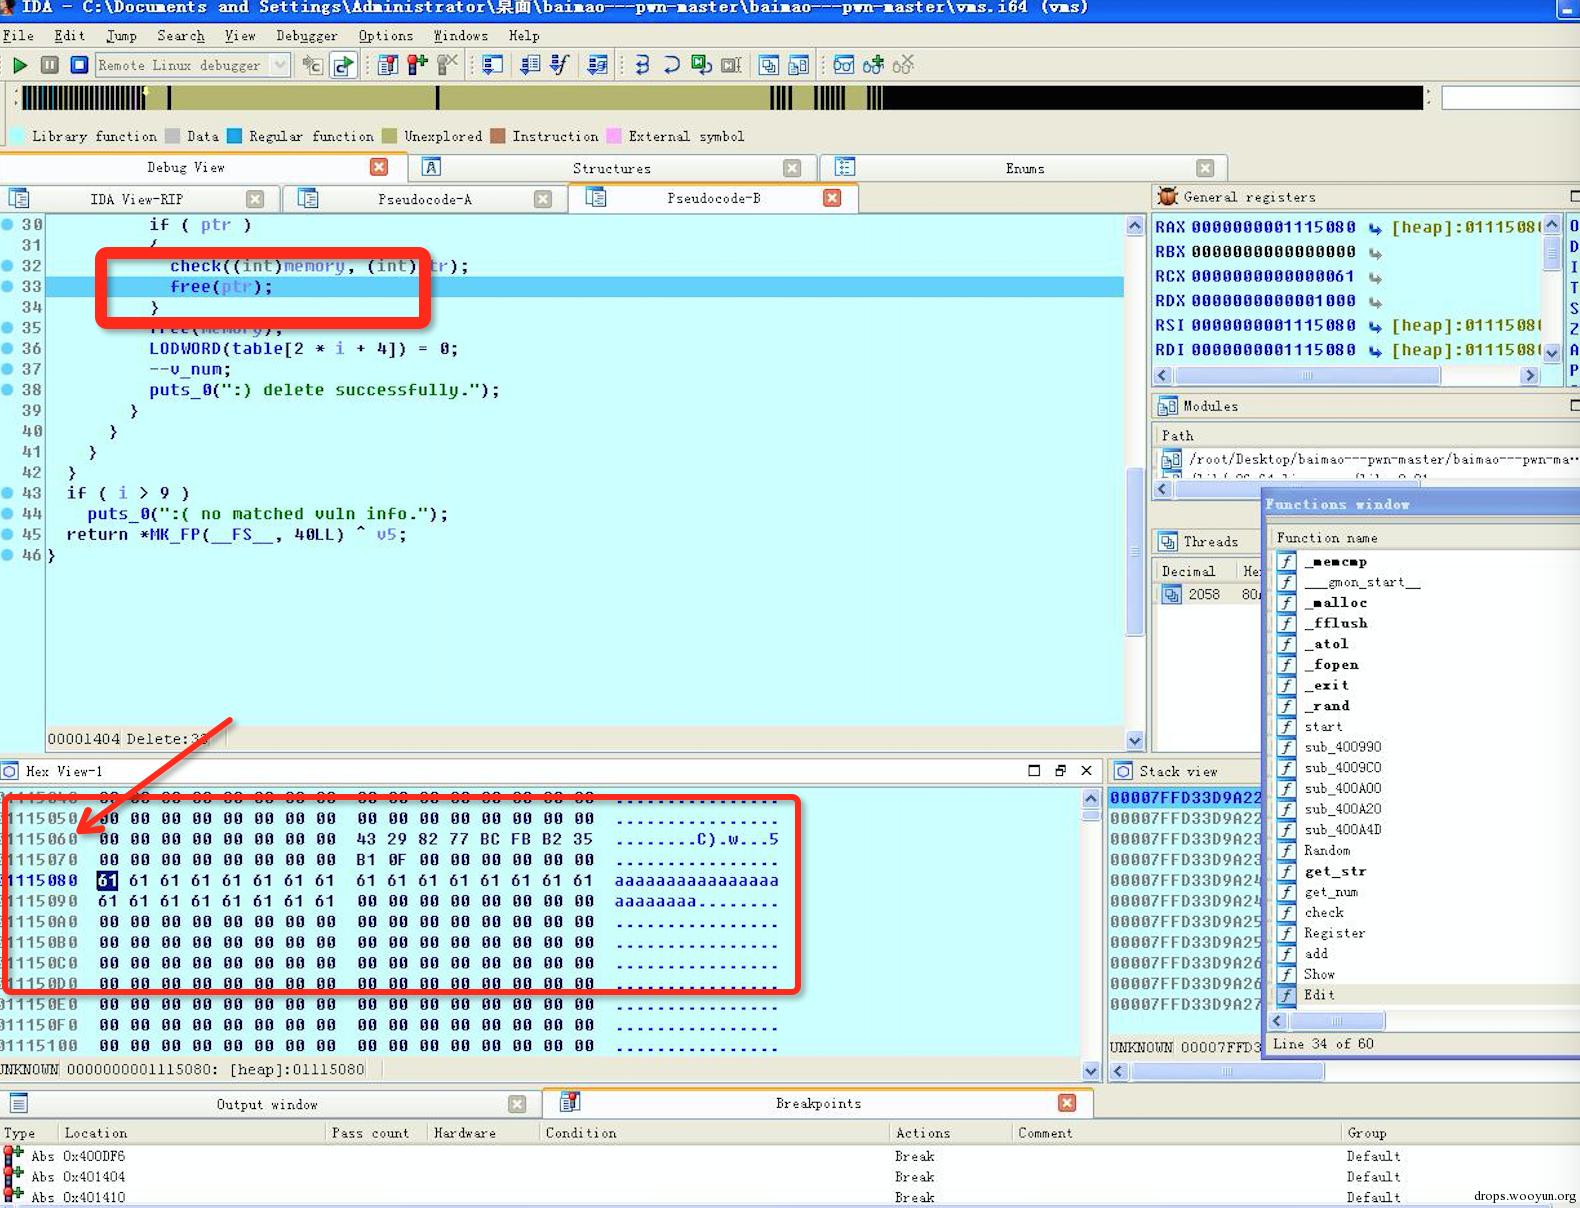 IDA - C:\Documents and Settings\Administrator\桌面\baimao---pwn-master\baimao---pwn-master\vms.i64 (vms)
File Edit Jump Search View Debugger Options Windows Help
Remote Linux debugger
Library function Data Regular function Unexplored Instruction External symbol
Debug View Structures Enums
IDA View-RIP Pseudocode-A Pseudocode-B
30 if ( ptr )
31 {
32 check((int)memory, (int) tr);
33 free(ptr);
34 }
35 free(memory);
36 LODWORD(table[2 * i + 4]) = 0;
37 --v_num;
38 puts_0(":) delete successfully.");
39 }
40 }
41 }
42 }
43 if ( i > 9 )
44 puts_0(":( no matched vuln info.");
45 return *MK_FP(__FS__, 40LL) ^ v5;
46 }
00001404 Delete:33
General registers
RAX 0000000001115080 [heap]:0111508
RBX 0000000000000000
RCX 0000000000000061
RDX 0000000000001000
RSI 0000000001115080 [heap]:0111508
RDI 0000000001115080 [heap]:0111508
Modules
Path
/root/Desktop/baimao---pwn-master/baimao---pwn-ma
Threads
Decimal He
2058 80
Functions window
Function name
_memcmp
___gmon_start__
_malloc
_fflush
_atol
_fopen
_exit
_rand
start
sub_400990
sub_4009C0
sub_400A00
sub_400A20
sub_400A4D
Random
get_str
get_num
check
Register
add
Show
Edit
Line 34 of 60
Hex View-1
01115040 00 00 00 00 00 00 00 00 00 00 00 00 00 00 00 00 ................
01115050 00 00 00 00 00 00 00 00 00 00 00 00 00 00 00 00 ................
01115060 00 00 00 00 00 00 00 00 43 29 82 77 BC FB B2 35 ........C).w...5
01115070 00 00 00 00 00 00 00 00 B1 0F 00 00 00 00 00 00 ................
01115080 61 61 61 61 61 61 61 61 61 61 61 61 61 61 61 61 aaaaaaaaaaaaaaaa
01115090 61 61 61 61 61 61 61 61 00 00 00 00 00 00 00 00 aaaaaaaa........
011150A0 00 00 00 00 00 00 00 00 00 00 00 00 00 00 00 00 ................
011150B0 00 00 00 00 00 00 00 00 00 00 00 00 00 00 00 00 ................
011150C0 00 00 00 00 00 00 00 00 00 00 00 00 00 00 00 00 ................
011150D0 00 00 00 00 00 00 00 00 00 00 00 00 00 00 00 00 ................
011150E0 00 00 00 00 00 00 00 00 00 00 00 00 00 00 00 00 ................
011150F0 00 00 00 00 00 00 00 00 00 00 00 00 00 00 00 00 ................
01115100 00 00 00 00 00 00 00 00 00 00 00 00 00 00 00 00 ................
UNKNOWN 0000000001115080: [heap]:01115080
Stack view
00007FFD33D9A22
00007FFD33D9A22
00007FFD33D9A23
00007FFD33D9A23
00007FFD33D9A24
00007FFD33D9A24
00007FFD33D9A25
00007FFD33D9A25
00007FFD33D9A26
00007FFD33D9A26
00007FFD33D9A27
UNKNOWN 00007FFD3
Output window Breakpoints
Type Location Pass count Hardware Condition Actions Comment Group
Abs 0x400DF6 Break Default
Abs 0x401404 Break Default
Abs 0x401410 Break Default
drops.wooyun.org